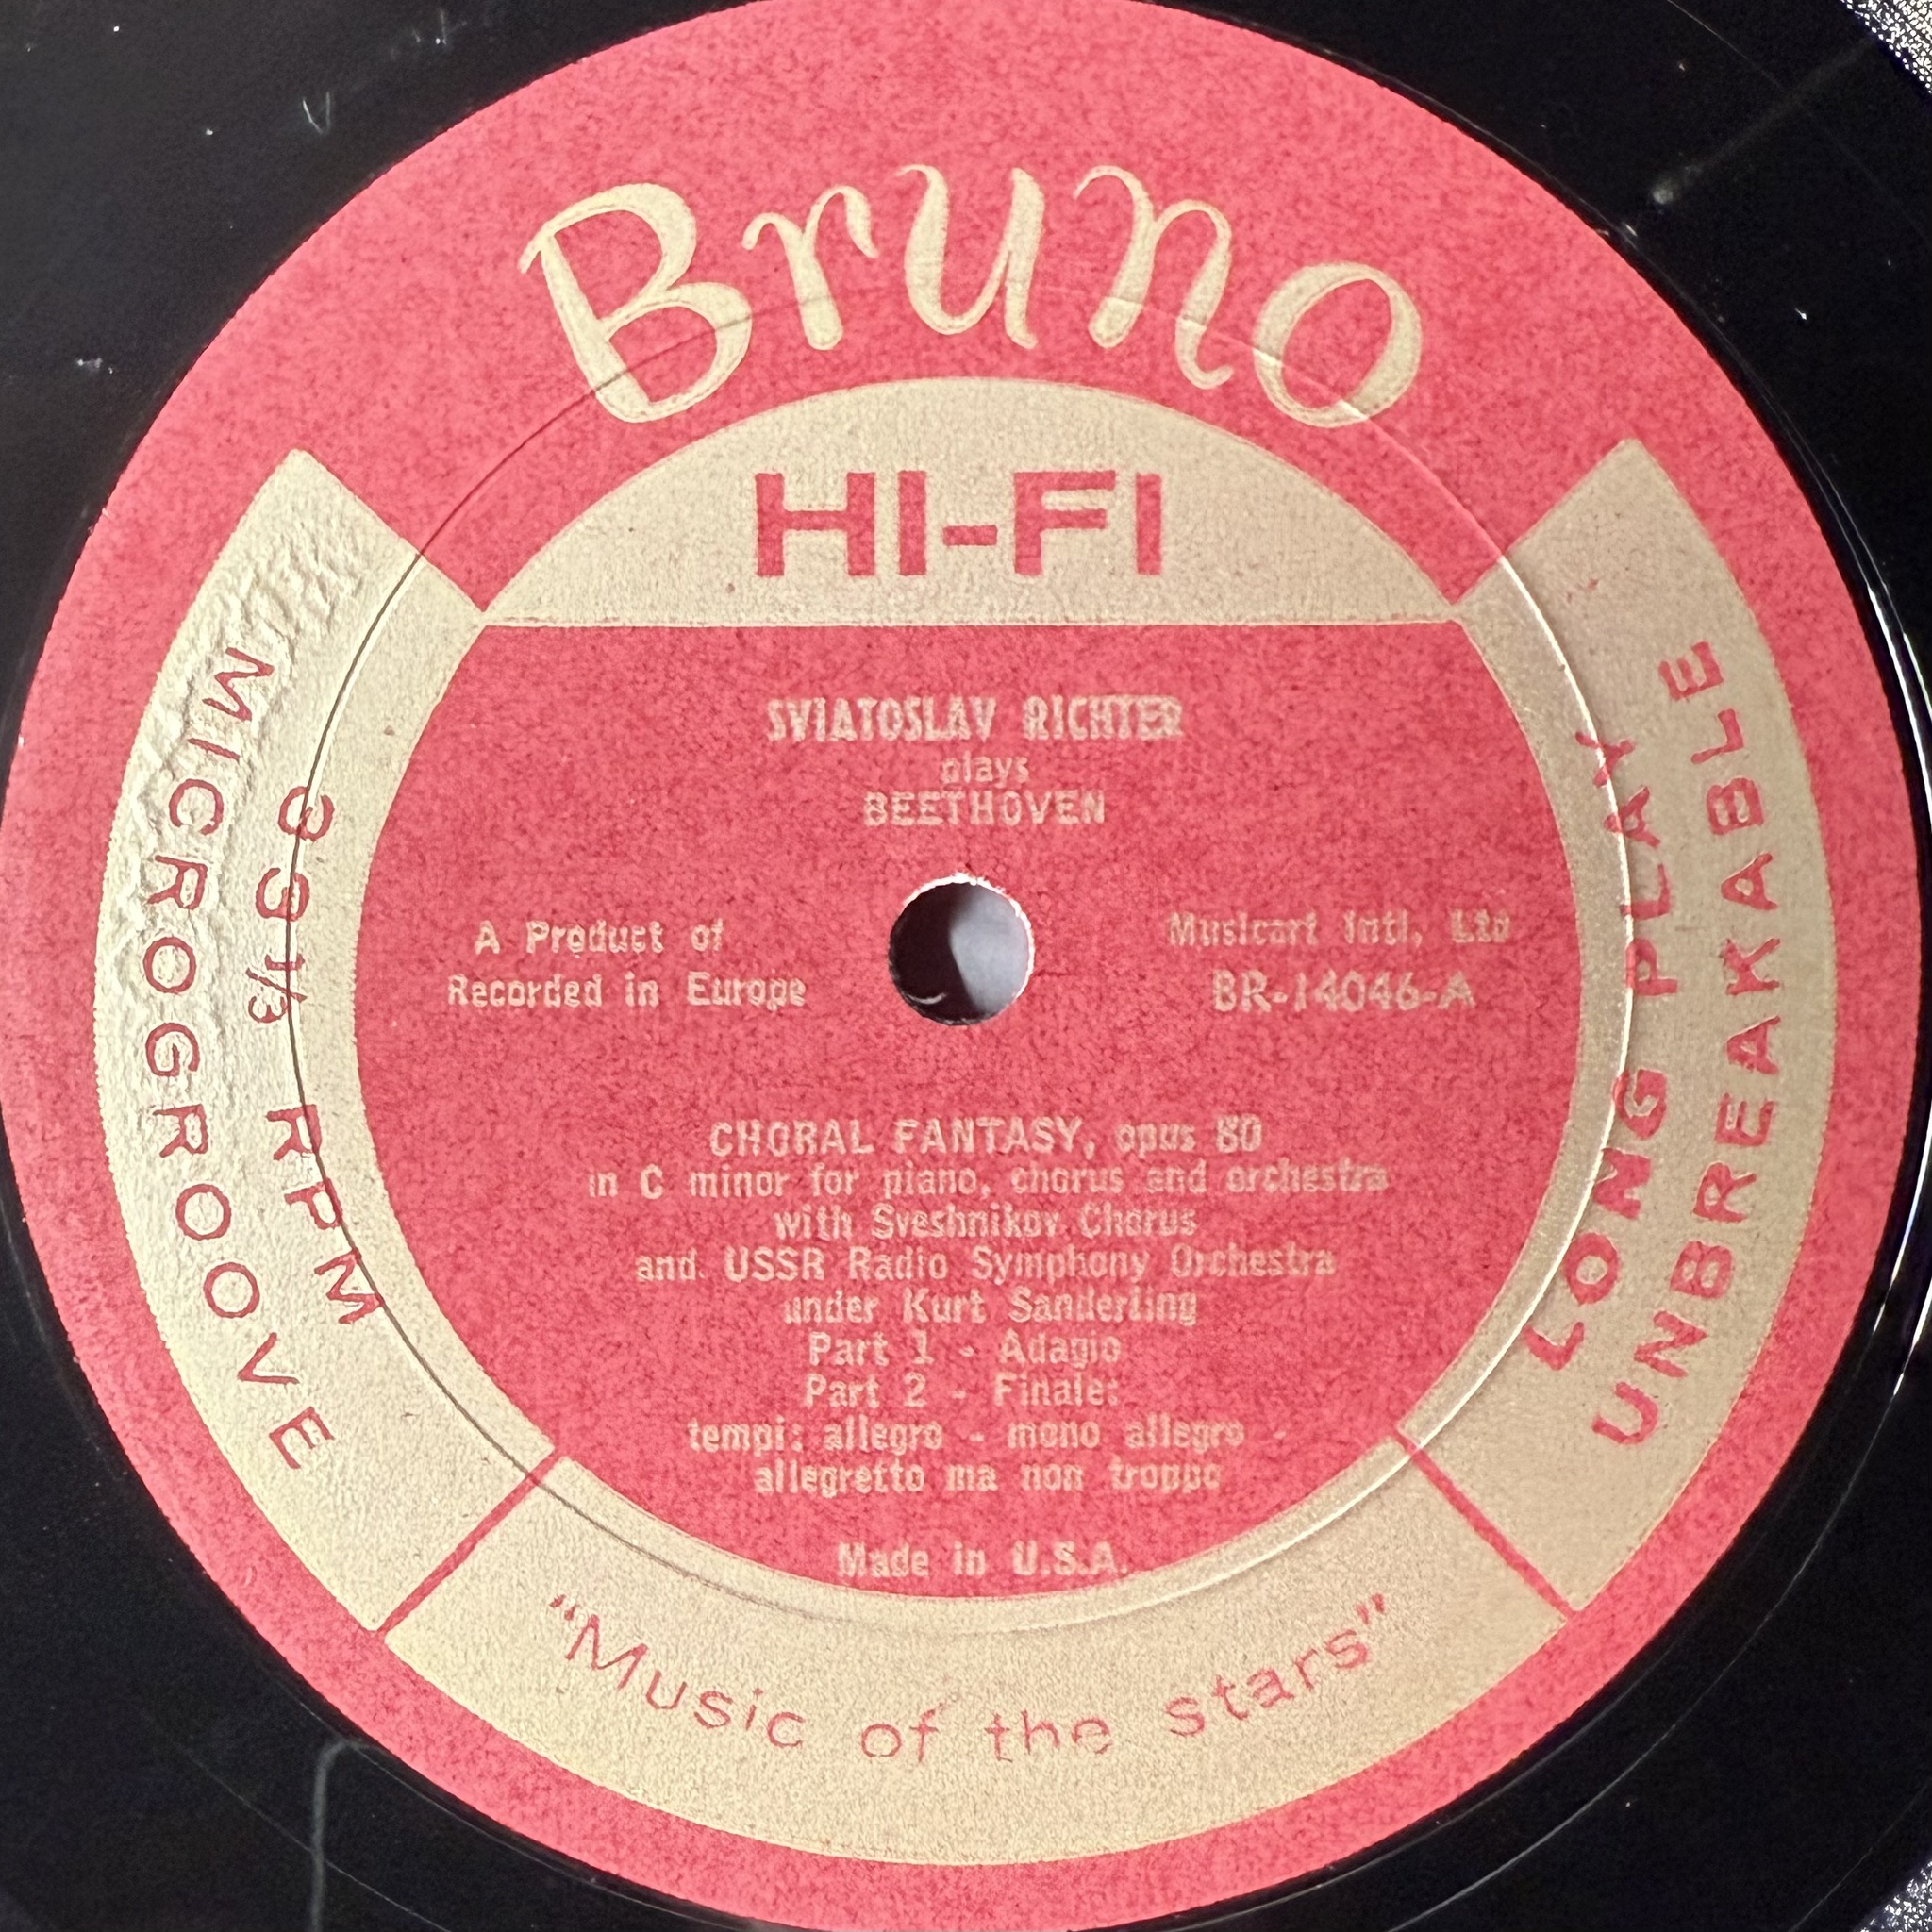 Bruno
HI-FI
MICROGROOVE
33 1/3 RPM
LONG PLAY
UNBREAKABLE
SVIATOSLAV RICHTER
plays
BEETHOVEN
A Product of
Recorded in Europe
Musicart Intl, Ltd
BR-14046-A
CHORAL FANTASY, opus 80
in C minor for piano, chorus and orchestra
with Sveshnikov Chorus
and USSR Radio Symphony Orchestra
under Kurt Sanderling
Part 1 - Adagio
Part 2 - Finale:
tempi: allegro - mono allegro -
allegretto ma non troppo
Made in U.S.A.
"Music of the stars"